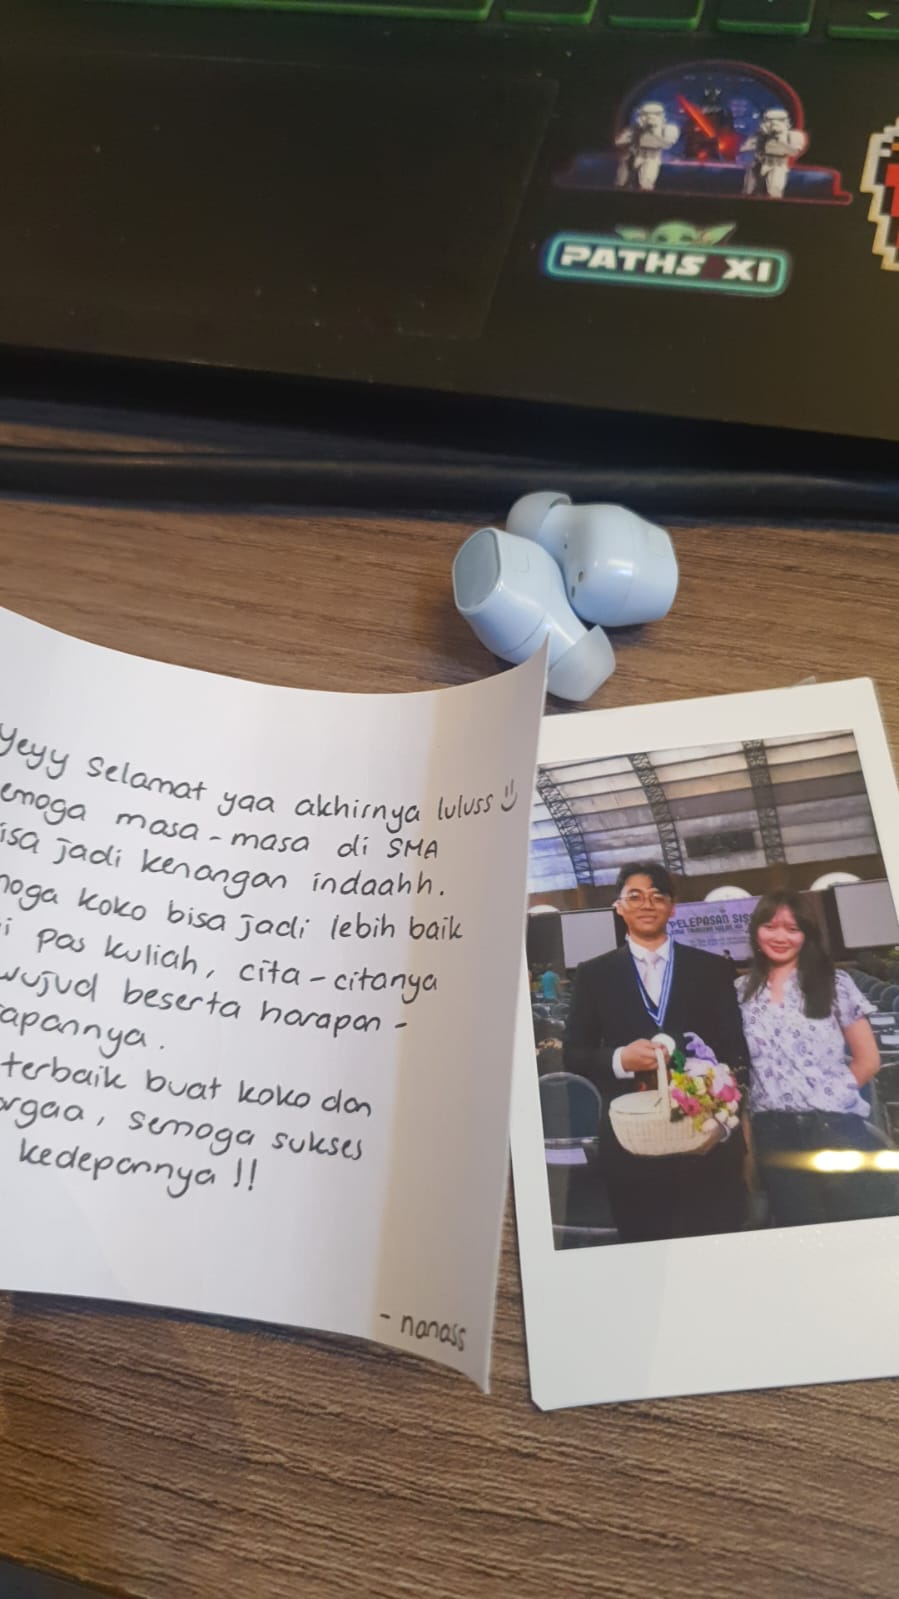 PATHS XI
Yeyy selamat yaa akhirnya luluss
emoga masa-masa di SMA
isa jadi kenangan indaahh.
moga koko bisa jadi lebih baik
i pas kuliah, cita-citanya
wujud beserta harapan-
rapannya.
terbaik buat koko dan
argaa, semoga sukses
kedepannya !!
- nanass
PELEPASAN SIS